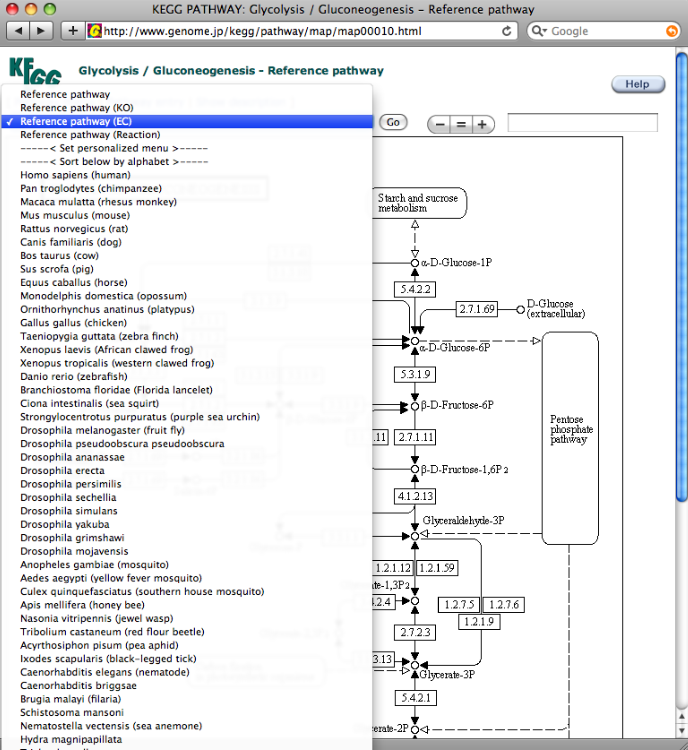 KEGG PATHWAY: Glycolysis / Gluconeogenesis – Reference pathway
http://www.genome.jp/kegg/pathway/map/map00010.html
Google
KEGG
Glycolysis / Gluconeogenesis - Reference pathway
Help
Reference pathway
Reference pathway (KO)
✓ Reference pathway (EC)
Reference pathway (Reaction)
-----< Set personalized menu >-----
-----< Sort below by alphabet >-----
Homo sapiens (human)
Pan troglodytes (chimpanzee)
Macaca mulatta (rhesus monkey)
Mus musculus (mouse)
Rattus norvegicus (rat)
Canis familiaris (dog)
Bos taurus (cow)
Sus scrofa (pig)
Equus caballus (horse)
Monodelphis domestica (opossum)
Ornithorhynchus anatinus (platypus)
Gallus gallus (chicken)
Taeniopygia guttata (zebra finch)
Xenopus laevis (African clawed frog)
Xenopus tropicalis (western clawed frog)
Danio rerio (zebrafish)
Branchiostoma floridae (Florida lancelet)
Ciona intestinalis (sea squirt)
Strongylocentrotus purpuratus (purple sea urchin)
Drosophila melanogaster (fruit fly)
Drosophila pseudoobscura pseudoobscura
Drosophila ananassae
Drosophila erecta
Drosophila persimilis
Drosophila sechellia
Drosophila simulans
Drosophila yakuba
Drosophila grimshawi
Drosophila mojavensis
Anopheles gambiae (mosquito)
Aedes aegypti (yellow fever mosquito)
Culex quinquefasciatus (southern house mosquito)
Apis mellifera (honey bee)
Nasonia vitripennis (jewel wasp)
Tribolium castaneum (red flour beetle)
Acyrthosiphon pisum (pea aphid)
Ixodes scapularis (black-legged tick)
Caenorhabditis elegans (nematode)
Caenorhabditis briggsae
Brugia malayi (filaria)
Schistosoma mansoni
Nematostella vectensis (sea anemone)
Hydra magnipapillata
Go
− = +
Starch and sucrose
metabolism
α-D-Glucose-1P
5.4.2.2
2.7.1.69
D-Glucose
(extracellular)
α-D-Glucose-6P
5.3.1.9
β-D-Fructose-6P
.11
2.7.1.11
Pentose
phosphate
pathway
β-D-Fructose-1,6P2
4.1.2.13
Glyceraldehyde-3P
1.2.1.12
1.2.1.59
-1,3P2
2.4
1.2.7.5
1.2.7.6
1.2.1.9
2.7.2.3
3.13
Glycerate-3P
5.4.2.1
erate-2P